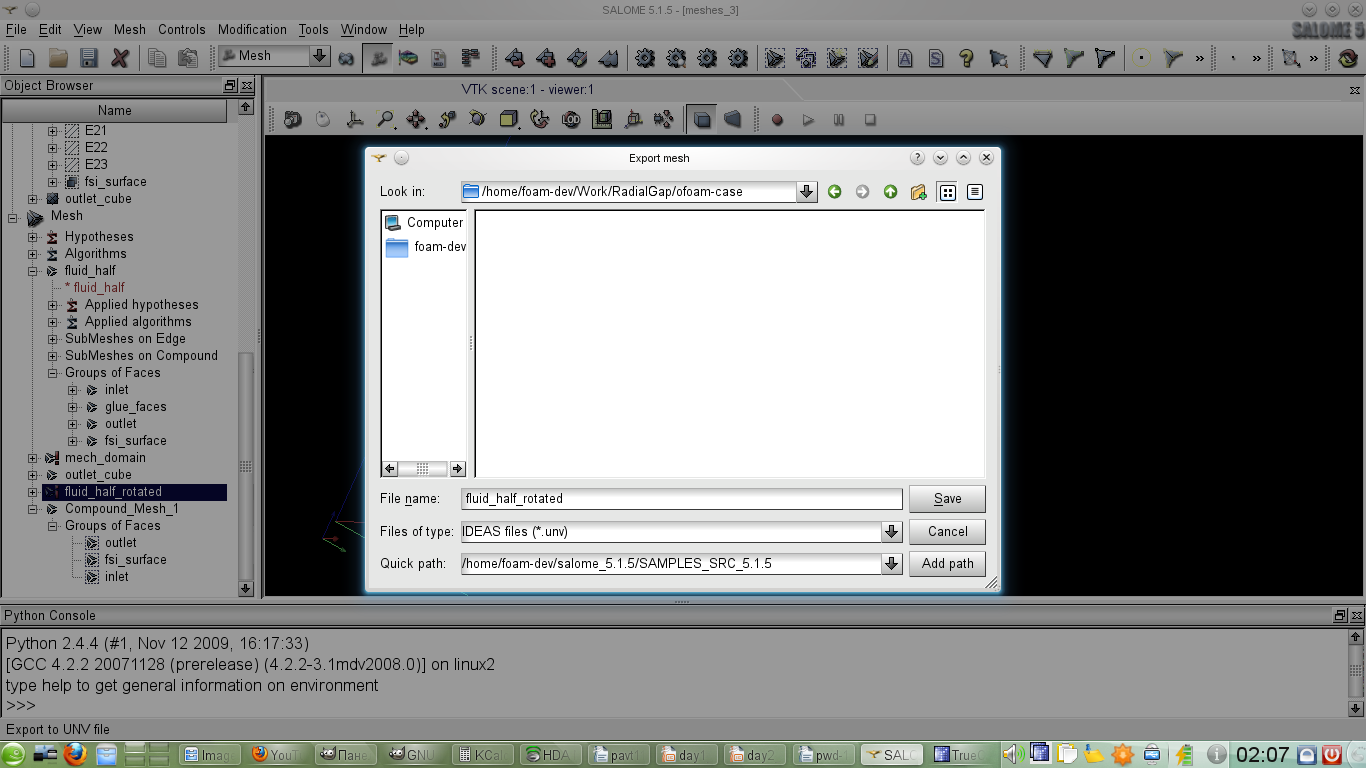 SALOME 5.1.5 - [meshes_3]
File Edit View Mesh Controls Modification Tools Window Help
SALOME 5
Mesh
Object Browser
Name
E21
E22
E23
fsi_surface
outlet_cube
Mesh
Hypotheses
Algorithms
fluid_half
* fluid_half
Applied hypotheses
Applied algorithms
SubMeshes on Edge
SubMeshes on Compound
Groups of Faces
inlet
glue_faces
outlet
fsi_surface
mech_domain
outlet_cube
fluid_half_rotated
Compound_Mesh_1
Groups of Faces
outlet
fsi_surface
inlet
VTK scene:1 - viewer:1
Export mesh
Look in: /home/foam-dev/Work/RadialGap/ofoam-case
Computer
foam-dev
File name: fluid_half_rotated Save
Files of type: IDEAS files (*.unv) Cancel
Quick path: /home/foam-dev/salome_5.1.5/SAMPLES_SRC_5.1.5 Add path
Python Console
Python 2.4.4 (#1, Nov 12 2009, 16:17:33)
[GCC 4.2.2 20071128 (prerelease) (4.2.2-3.1mdv2008.0)] on linux2
type help to get general information on environment
>>>
Export to UNV file
Imag YouT Пане GNU KCal HDA pavt1 day1 day2 pwd-1 SALC TrueC 02:07